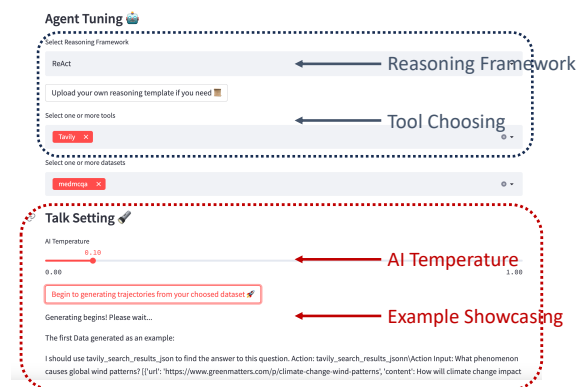 Agent Tuning
Select Reasoning Framework
ReAct
Reasoning Framework
Upload your own reasoning template if you need
Select one or more tools
Tool Choosing
Tavily ×
Select one or more datasets
medmcqa ×
Talk Setting
AI Temperature
0.10
AI Temperature
0.00 1.00
Begin to generating trajectories from your choosed dataset
Generating begins! Please wait...
Example Showcasing
The first Data generated as an example:
I should use tavily_search_results_json to find the answer to this question. Action: tavily_search_results_jsonn\Action Input: What phenomenon
causes global wind patterns? [{'url': 'https://www.greenmatters.com/p/climate-change-wind-patterns', 'content': How will climate change impact